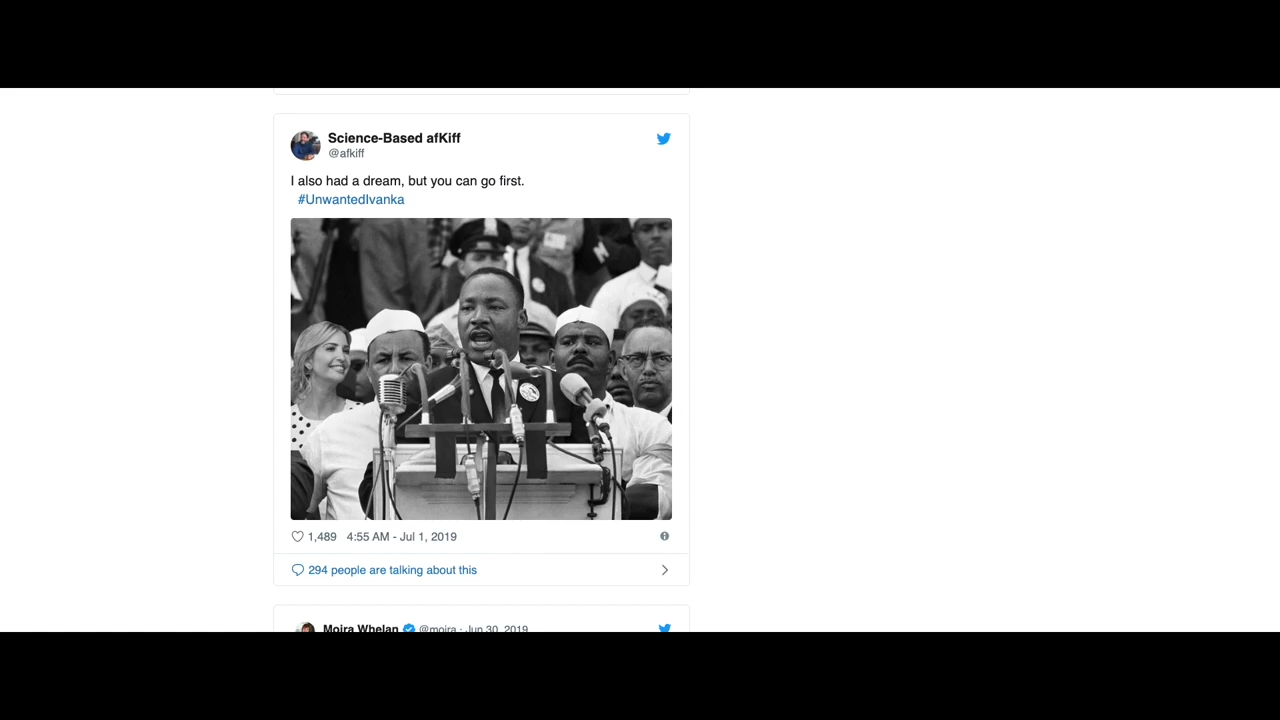 Science-Based afKiff
@afkiff
I also had a dream, but you can go first.
#UnwantedIvanka
1,489 4:55 AM - Jul 1, 2019
294 people are talking about this
Moira Whelan @moira · Jun 30, 2019